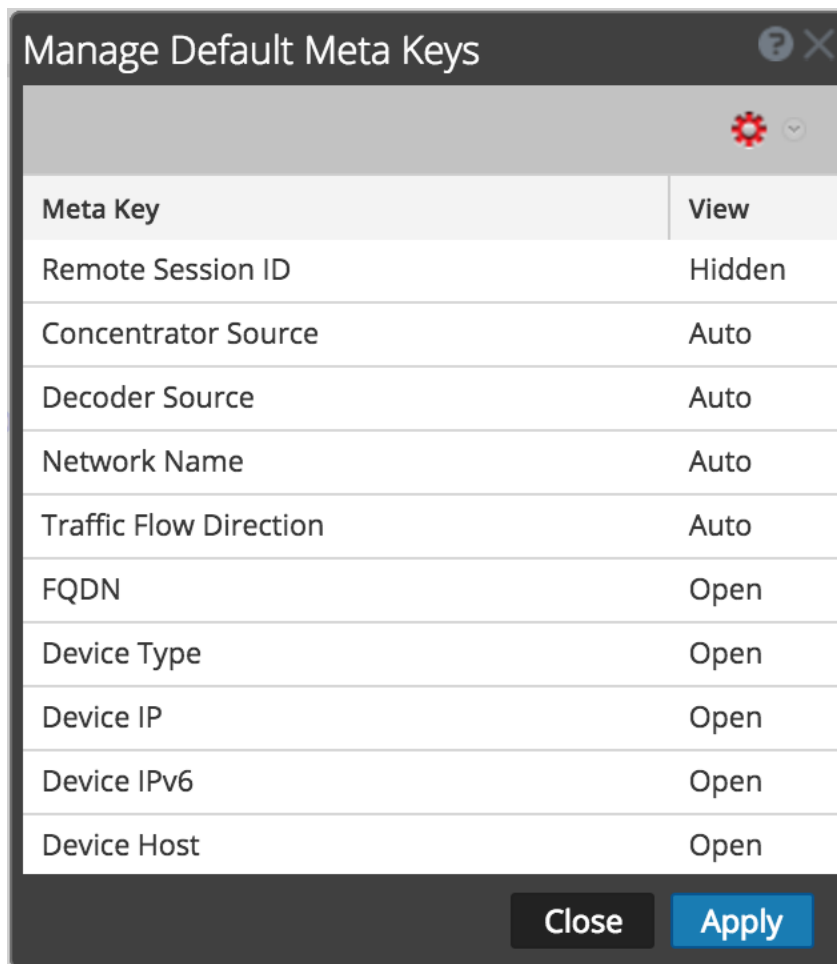 Manage Default Meta Keys
Meta Key View
Remote Session ID Hidden
Concentrator Source Auto
Decoder Source Auto
Network Name Auto
Traffic Flow Direction Auto
FQDN Open
Device Type Open
Device IP Open
Device IPv6 Open
Device Host Open
Close Apply